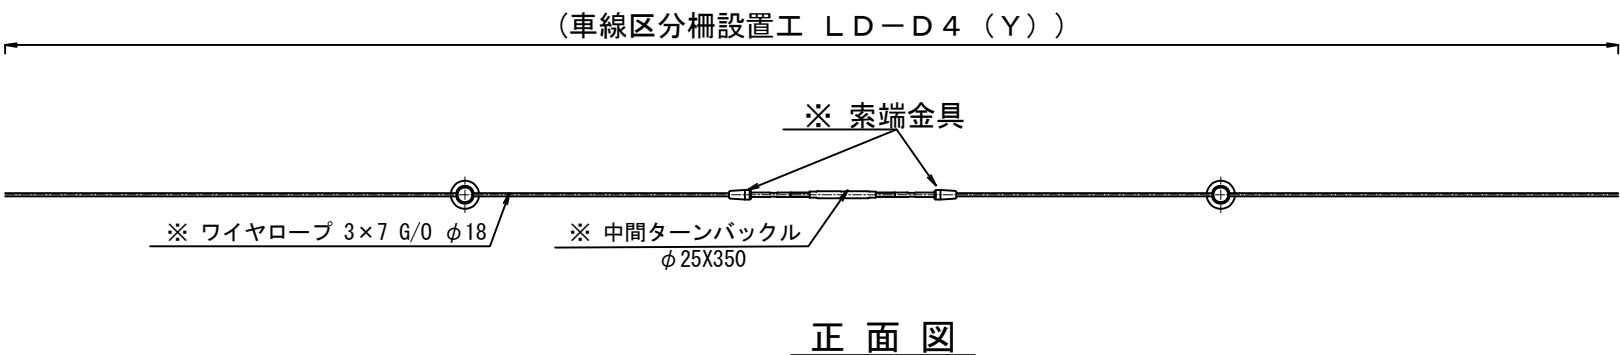 (車線区分柵設置工 ＬＤ－Ｄ４（Ｙ）)
※ 索端金具
※ ワイヤロープ 3×7 G/O φ18
※ 中間ターンバックル
φ25X350
正 面 図